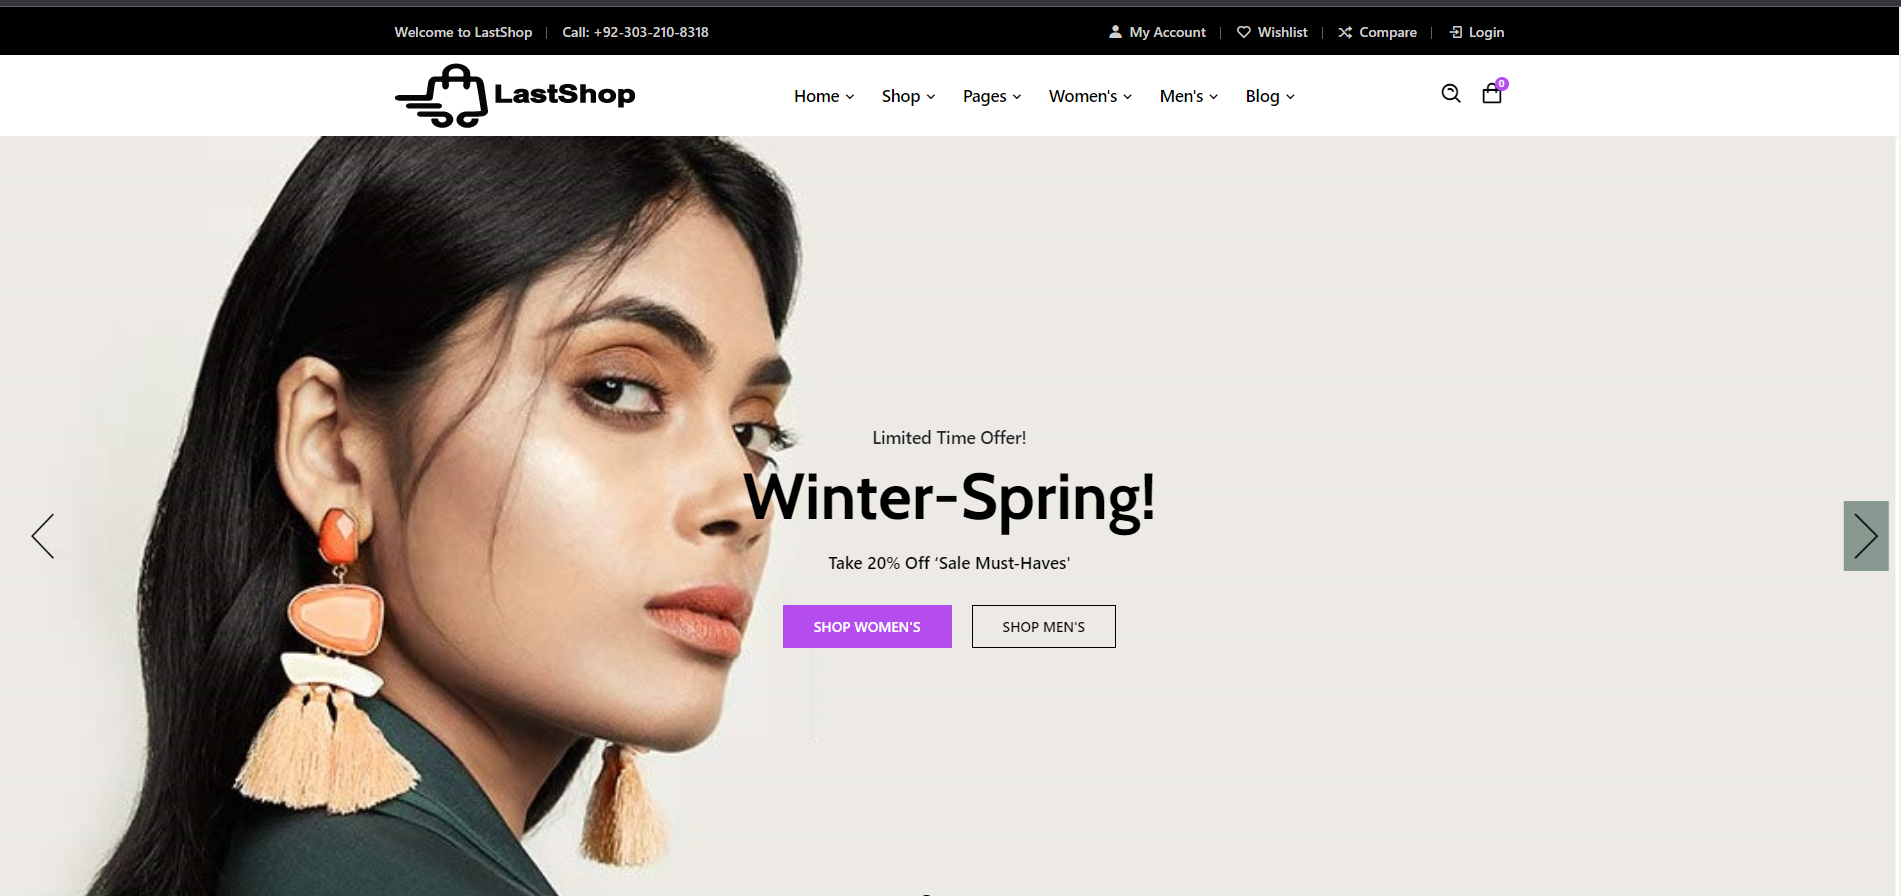 Welcome to LastShop | Call: +92-303-210-8318
My Account | Wishlist | Compare | Login
LastShop
Home Shop Pages Women's Men's Blog
0
Limited Time Offer!
Winter-Spring!
Take 20% Off ‘Sale Must-Haves'
SHOP WOMEN'S SHOP MEN'S